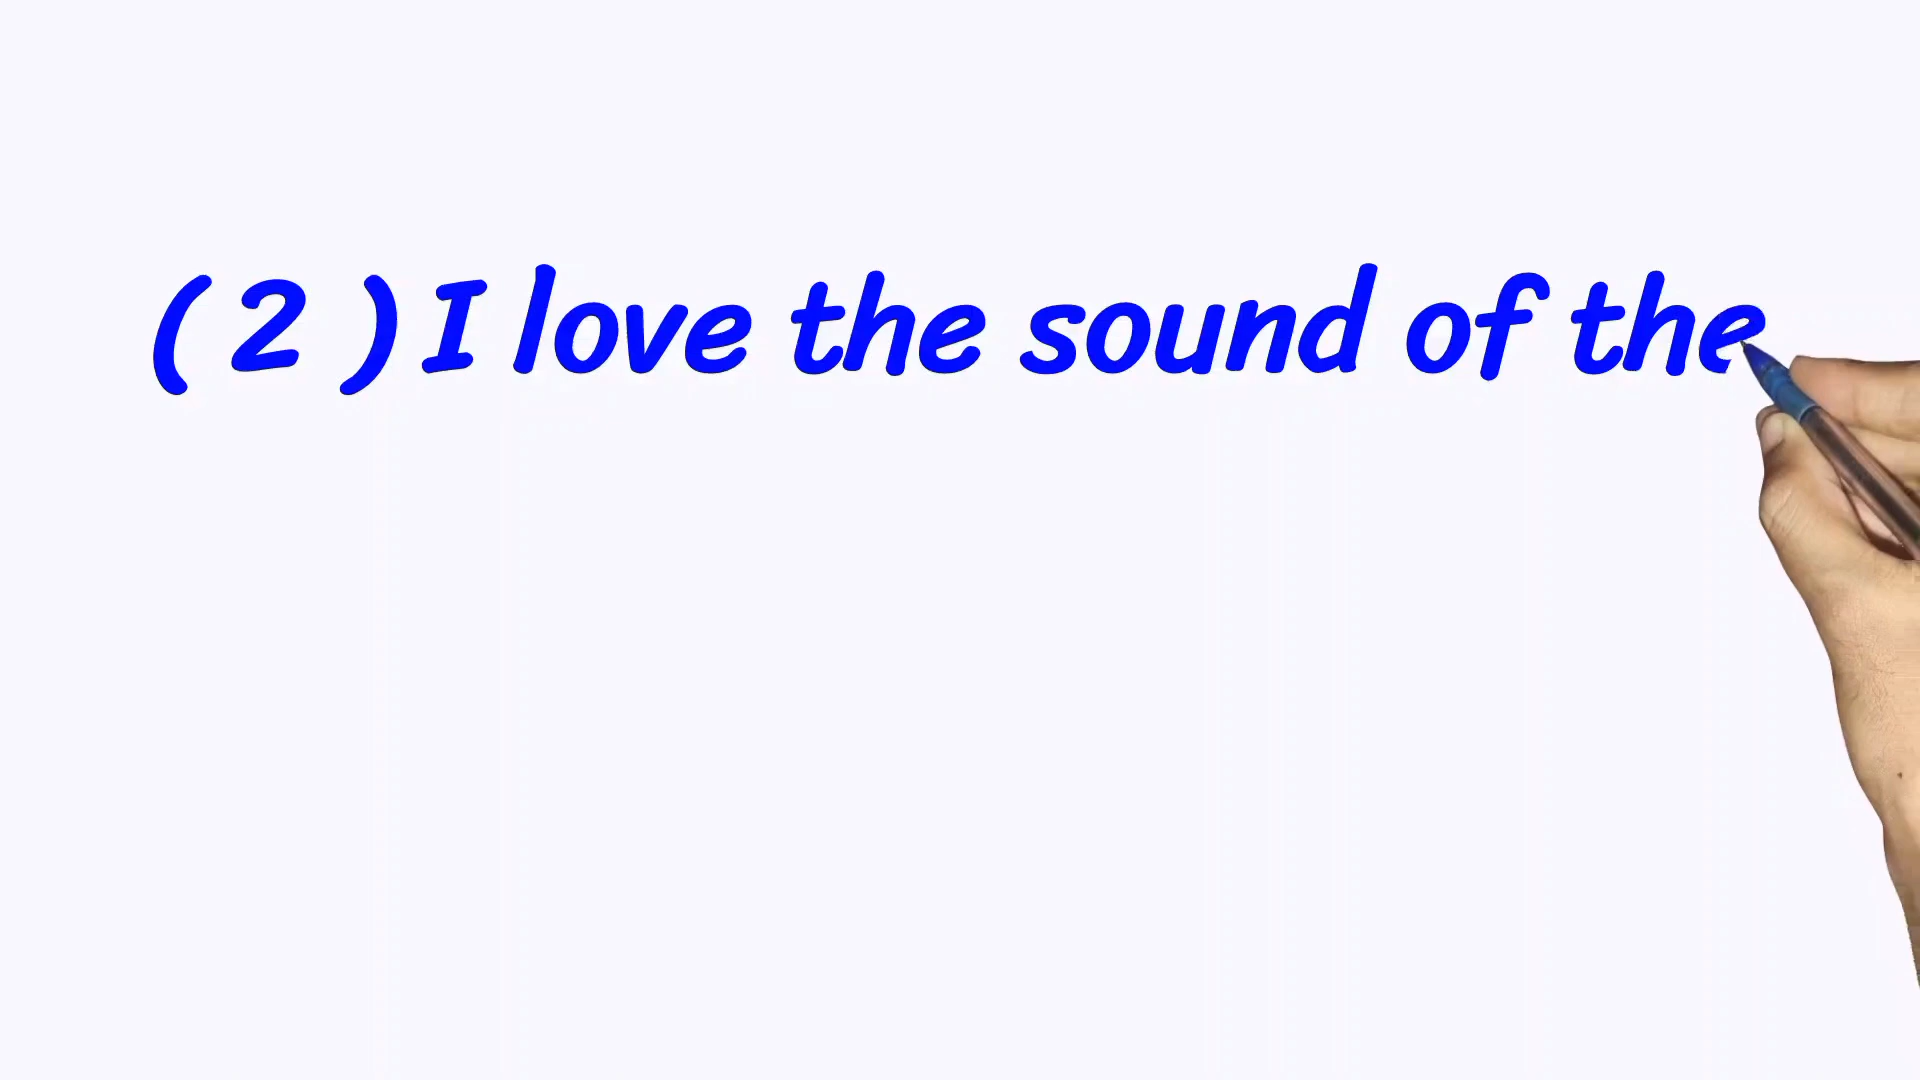 ( 2 ) I love the sound of the